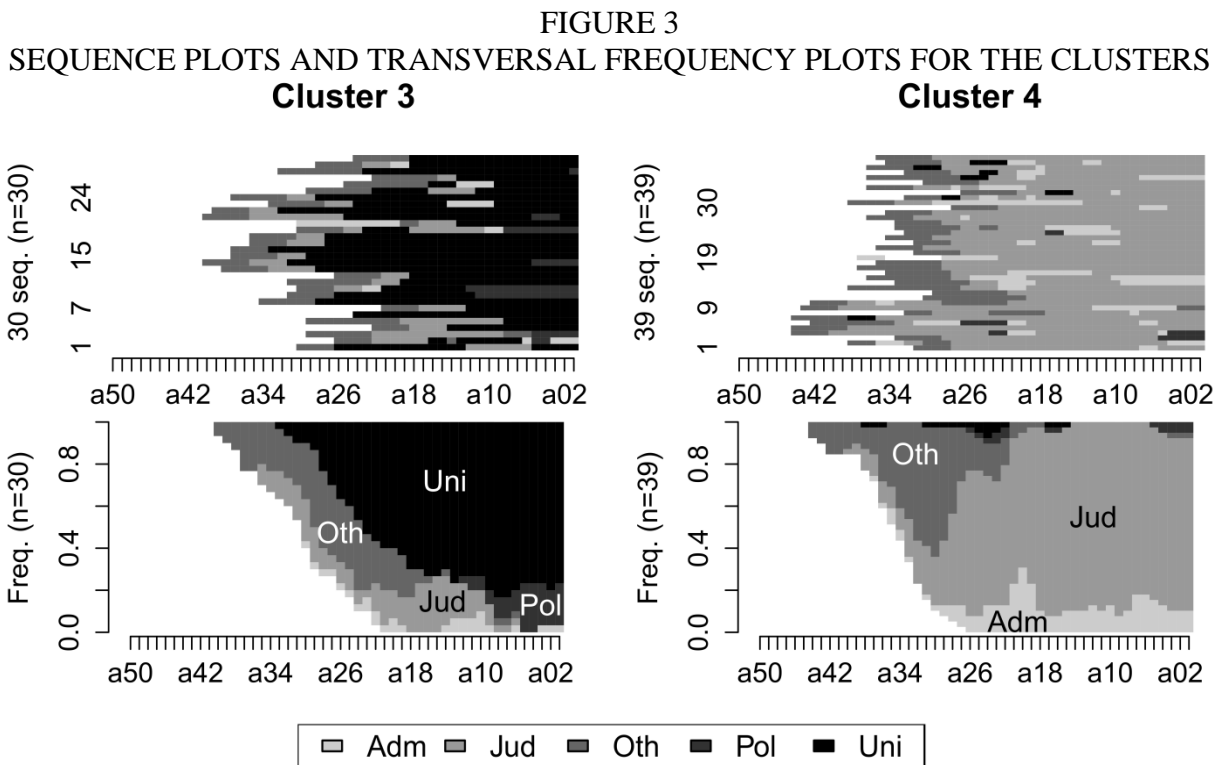 FIGURE 3
SEQUENCE PLOTS AND TRANSVERSAL FREQUENCY PLOTS FOR THE CLUSTERS
Cluster 3
30 seq. (n=30)
24
15
7
1
a50 a42 a34 a26 a18 a10 a02
Cluster 4
39 seq. (n=39)
30
19
9
1
a50 a42 a34 a26 a18 a10 a02
Freq. (n=30)
0.8
0.4
0.0
Uni
Oth
Jud
Pol
a50 a42 a34 a26 a18 a10 a02
Freq. (n=39)
0.8
0.4
0.0
Oth
Jud
Adm
a50 a42 a34 a26 a18 a10 a02
Adm Jud Oth Pol Uni